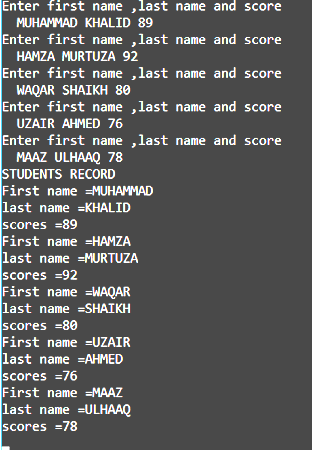 Enter first name ,last name and score
MUHAMMAD KHALID 89
Enter first name ,last name and score
HAMZA MURTUZA 92
Enter first name ,last name and score
WAQAR SHAIKH 80
Enter first name ,last name and score
UZAIR AHMED 76
Enter first name ,last name and score
MAAZ ULHAAQ 78
STUDENTS RECORD
First name =MUHAMMAD
last name =KHALID
scores =89
First name =HAMZA
last name =MURTUZA
scores =92
First name =WAQAR
last name =SHAIKH
scores =80
First name =UZAIR
last name =AHMED
scores =76
First name =MAAZ
last name =ULHAAQ
scores =78